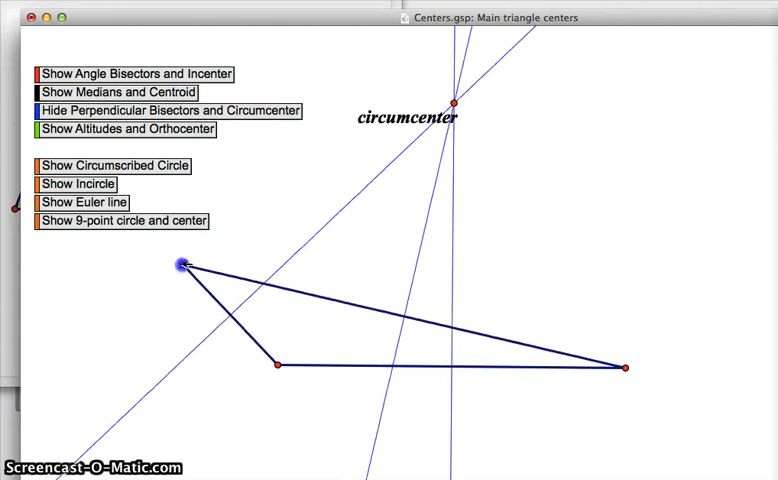 Centers.gsp: Main triangle centers
Show Angle Bisectors and Incenter
Show Medians and Centroid
Hide Perpendicular Bisectors and Circumcenter
Show Altitudes and Orthocenter
circumcenter
Show Circumscribed Circle
Show Incircle
Show Euler line
Show 9-point circle and center
Screencast-O-Matic.com